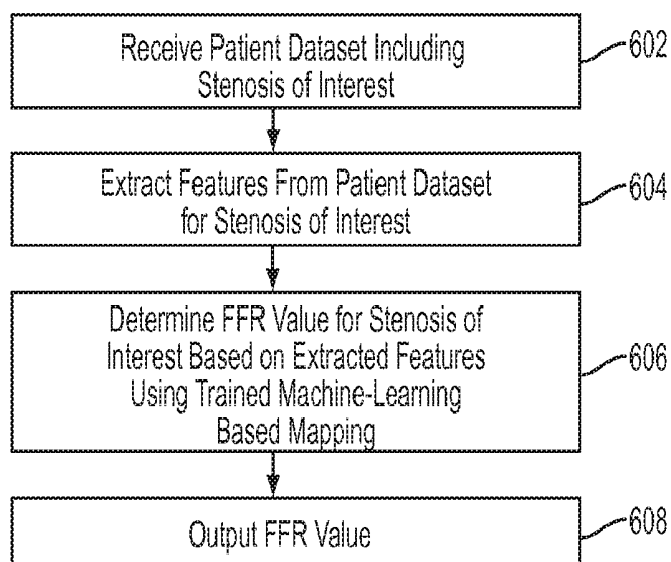 Receive Patient Dataset Including
Stenosis of Interest
602
Extract Features From Patient Dataset
for Stenosis of Interest
604
Determine FFR Value for Stenosis of
Interest Based on Extracted Features
Using Trained Machine-Learning
Based Mapping
606
Output FFR Value
608